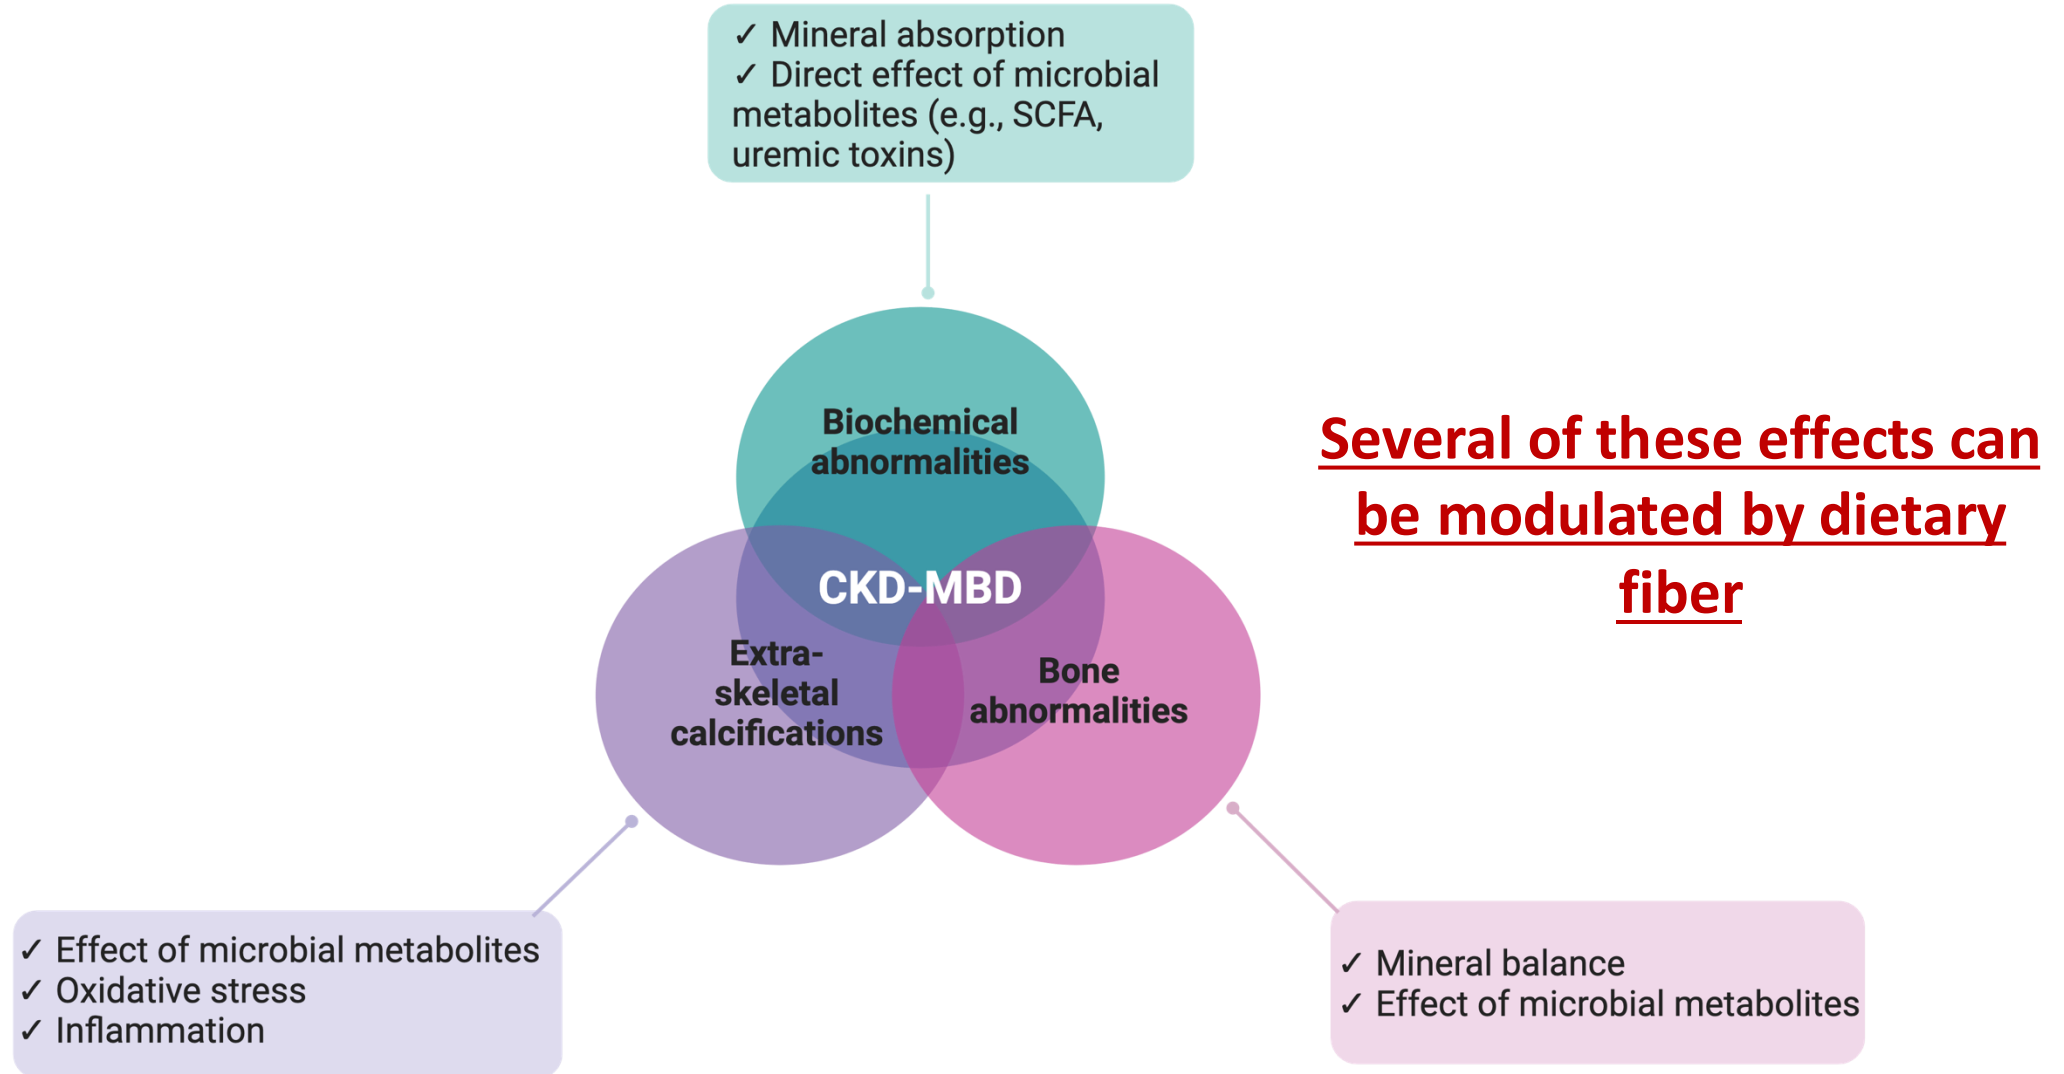 ✓ Mineral absorption
✓ Direct effect of microbial
metabolites (e.g., SCFA,
uremic toxins)
Biochemical
abnormalities
CKD-MBD
Extra-
skeletal
calcifications
Bone
abnormalities
Several of these effects can
be modulated by dietary
fiber
✓ Effect of microbial metabolites
✓ Oxidative stress
✓ Inflammation
✓ Mineral balance
✓ Effect of microbial metabolites